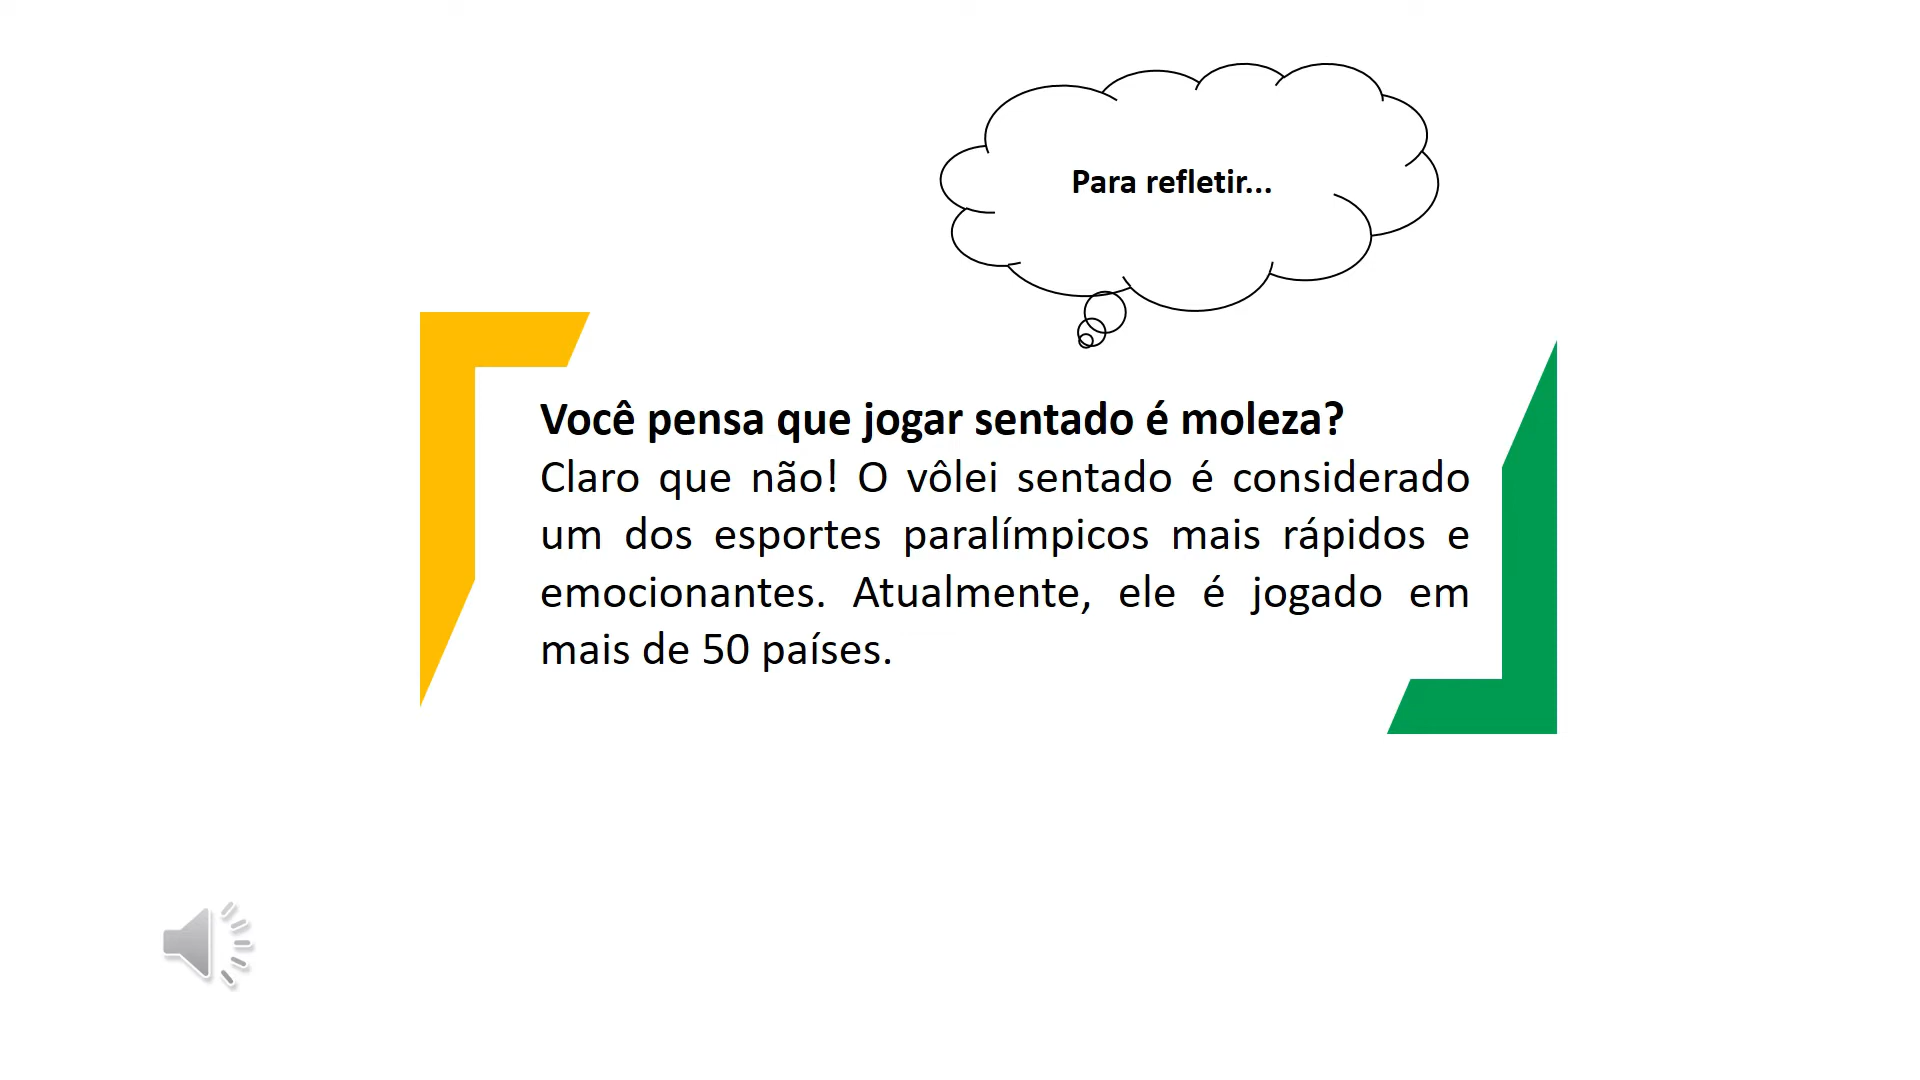 Para refletir...
Você pensa que jogar sentado é moleza?
Claro que não! O vôlei sentado é considerado
um dos esportes paralímpicos mais rápidos e
emocionantes. Atualmente, ele é jogado em
mais de 50 países.